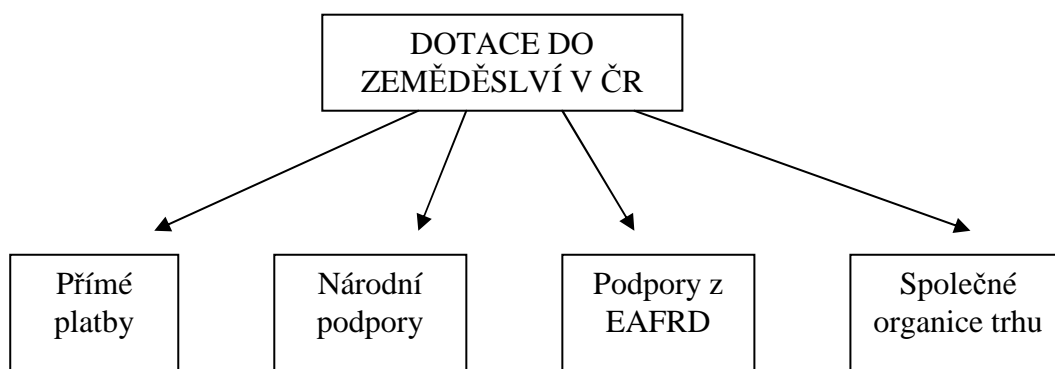 DOTACE DO
ZEMĚDĚSLVÍ V ČR
Přímé
platby
Národní
podpory
Podpory z
EAFRD
Společné
organice trhu